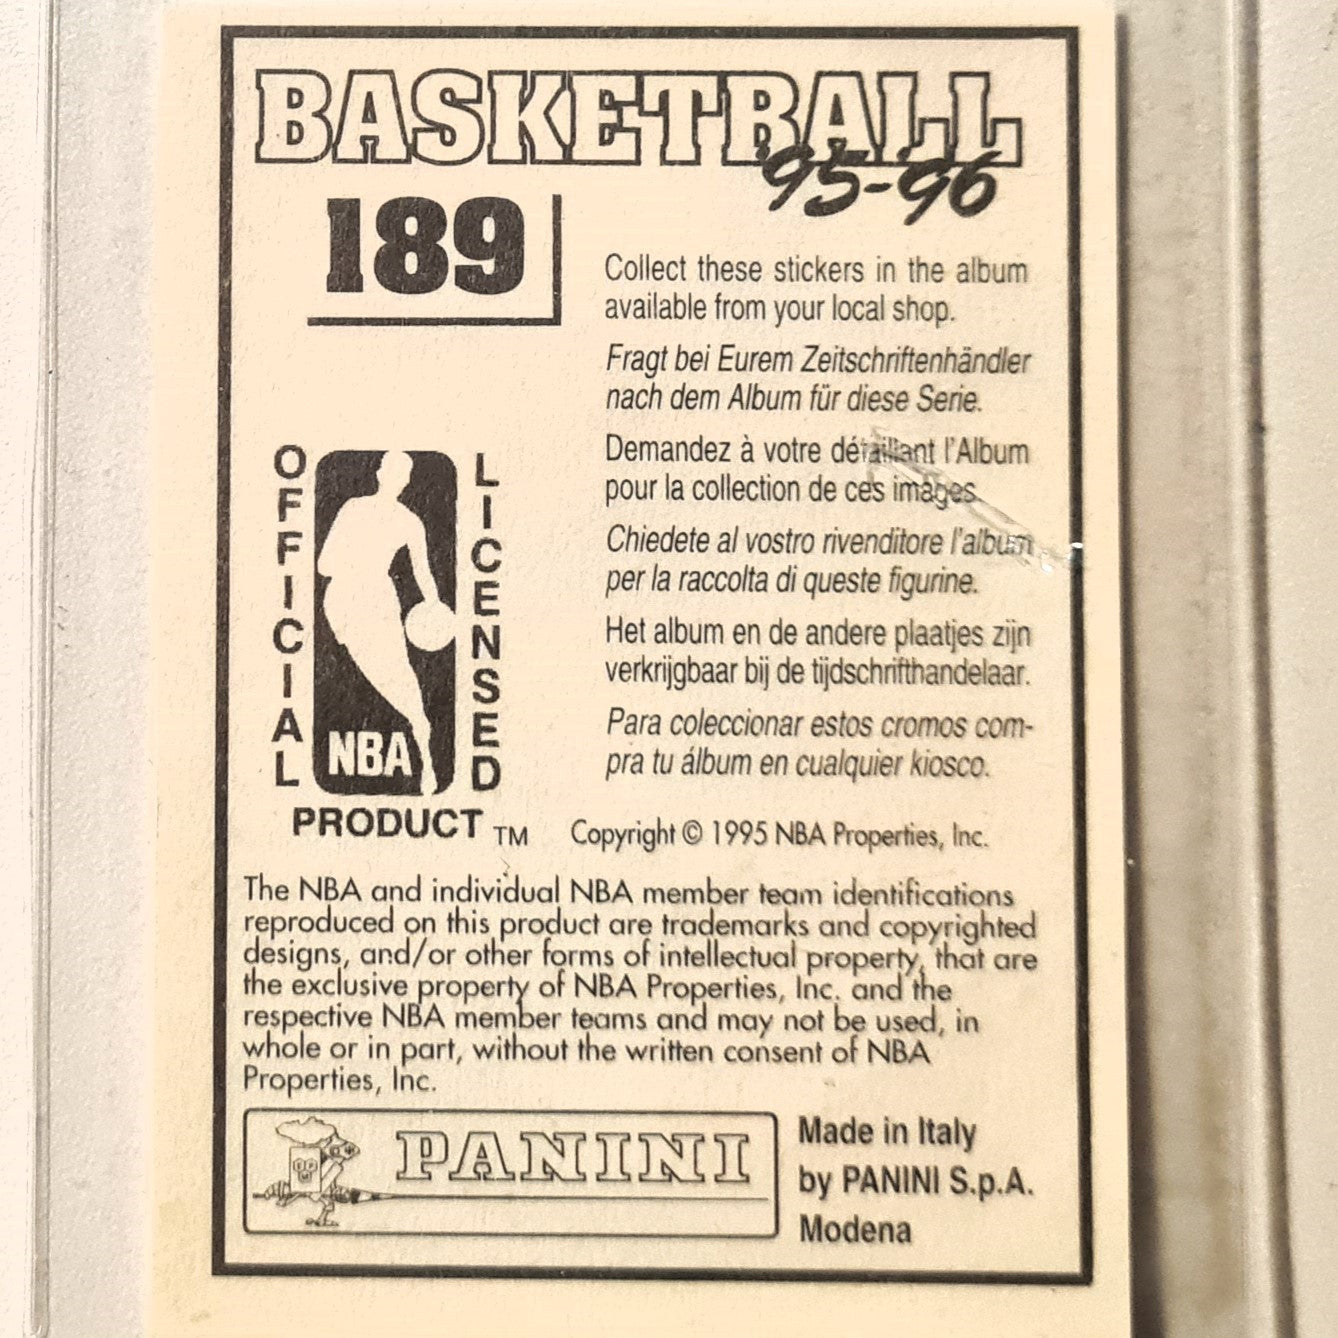 BASKETBALL
95-96
189
Collect these stickers in the album
available from your local shop.
Fragt bei Eurem Zeitschriftenhändler
nach dem Album für diese Serie.
Demandez à votre détaillant l'Album
pour la collection de ces images.
Chiedete al vostro rivenditore l'album
per la raccolta di queste figurine.
Het album en de andere plaatjes zijn
verkrijgbaar bij de tijdschrifthandelaar.
Para coleccionar estos cromos com-
pra tu álbum en cualquier kiosco.
OFFICIAL
LICENSED
NBA
PRODUCT TM
Copyright © 1995 NBA Properties, Inc.
The NBA and individual NBA member team identifications
reproduced on this product are trademarks and copyrighted
designs, and/or other forms of intellectual property, that are
the exclusive property of NBA Properties, Inc. and the
respective NBA member teams and may not be used, in
whole or in part, without the written consent of NBA
Properties, Inc.
PANINI
Made in Italy
by PANINI S.p.A.
Modena